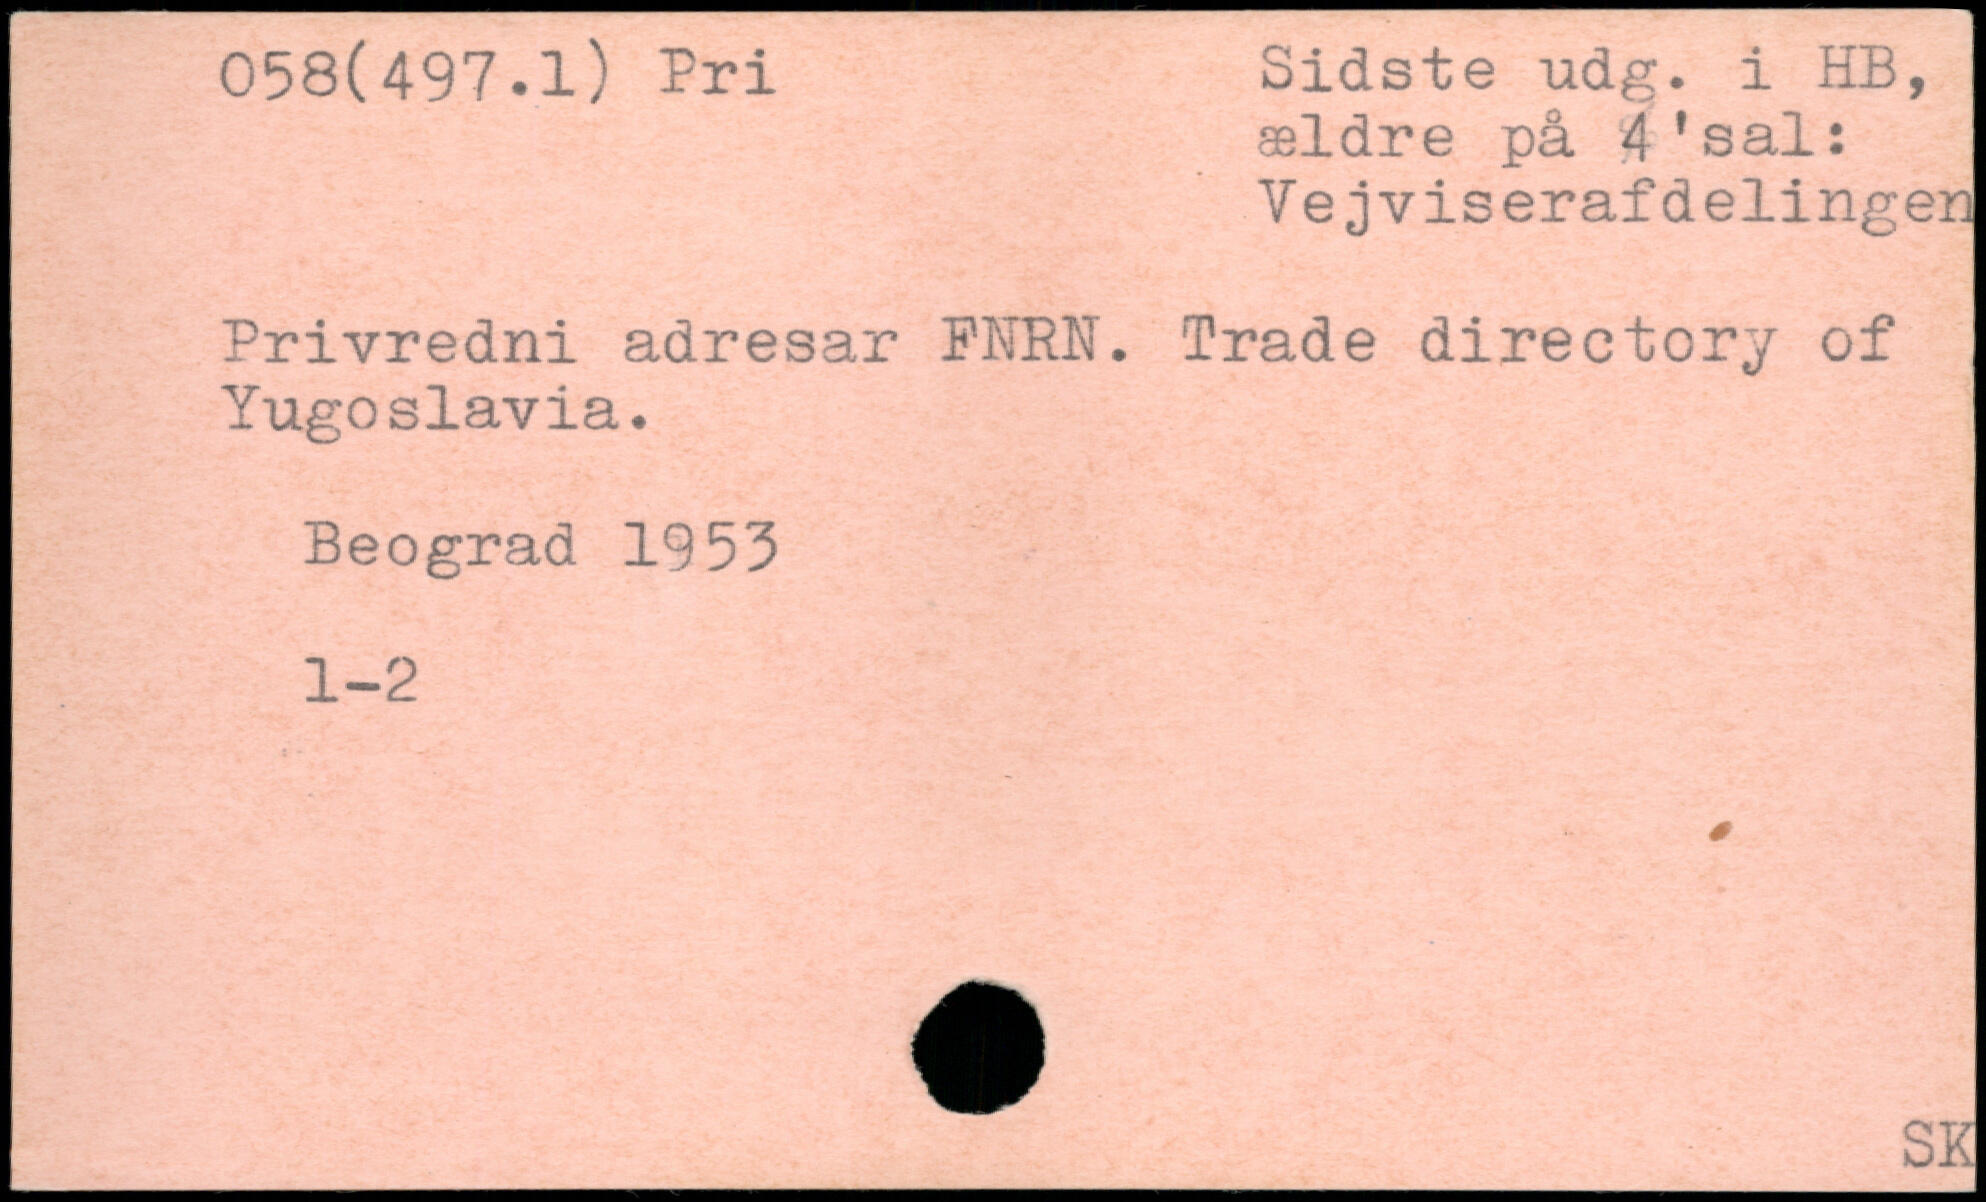 058(497.1) Pri
Sidste udg. i HB,
ældre på 4'sal:
Vejviserafdelingen
Privredni adresar FNRN. Trade directory of
Yugoslavia.
Beograd 1953
1-2
SK